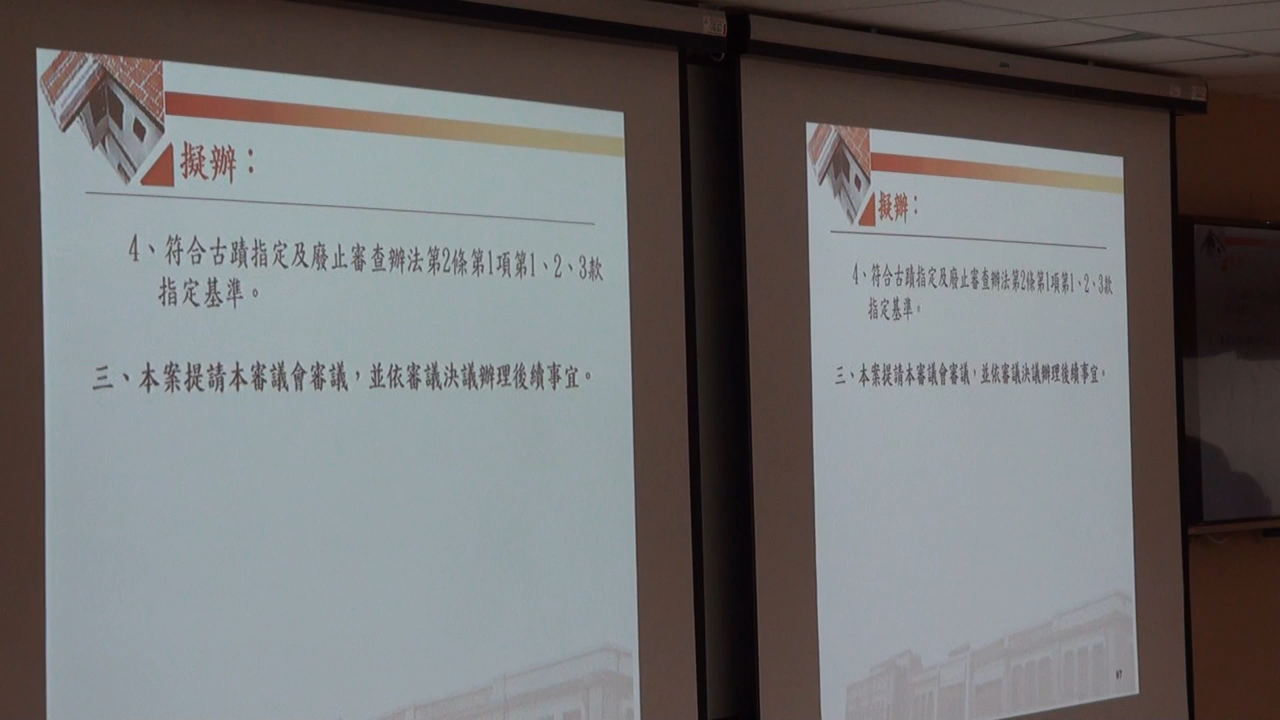 擬辦：
4、符合古蹟指定及廢止審查辦法第2條第1項第1、2、3款
指定基準。
三、本案提請本審議會審議，並依審議決議辦理後續事宜。
擬辦：
4、符合古蹟指定及廢止審查辦法第2條第1項第1、2、3款
指定基準。
三、本案提請本審議會審議，並依審議決議辦理後續事宜。